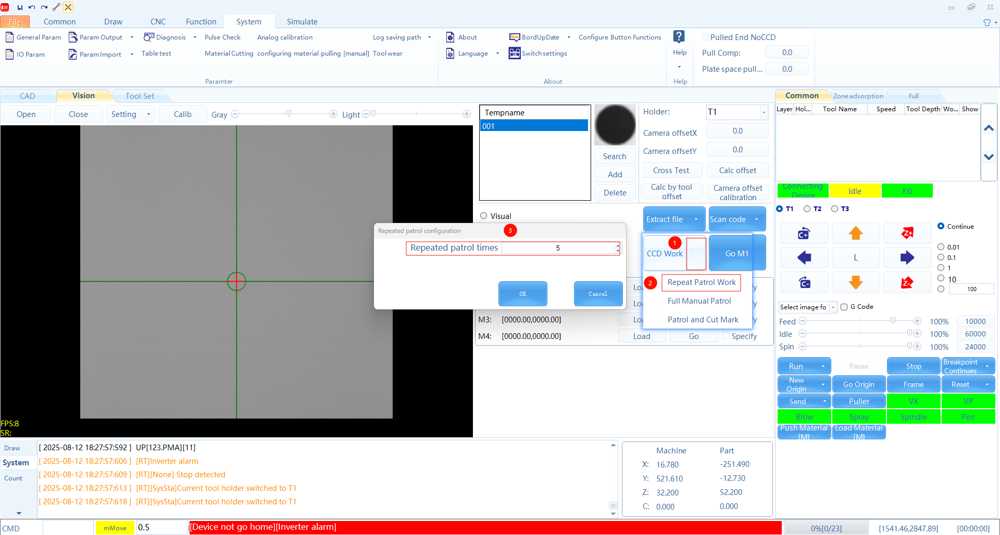 File Common Draw CNC Function System Simulate
General Param Param Output Diagnosis Pulse Check Analog calibration Log saving path About BordUpDate Configure Button Functions Pulled End NoCCD
IO Param Param Import Table test Material Cutting configuring material pulling [manual] Tool wear Language Switch settings Help Pull Comp: 0.0
Plate space pull... 0.0
Paramter About Help
CAD Vision Tool Set Common Zone adsorption Full
Open Close Setting Calib Gray Light
Tempname
001
Search
Add
Delete
Holder: T1
Camera offsetX 0.0
Camera offsetY 0.0
Cross Test Calc offset
Calc by tool offset Camera offset calibration
Layer Hol... Tool Name Speed Tool Depth Wo... Show
Connecting Device Idle F:0
Visual
Extract file Scan code
T1 T2 T3
Repeated patrol configuration 3
Repeated patrol times 5
OK Cancel
1
CCD Work Go M1
2 Repeat Patrol Work
Full Manual Patrol
Patrol and Cut Mark
M3: [0000.00,0000.00]
M4: [0000.00,0000.00] Load Go Specify
C+ Z+ Continue
L
C- Z-
0.01
0.1
1
10
100
Select image fo G Code
Feed 100% 10000
Idle 100% 60000
Spin 100% 24000
Run Pause Stop Breakpoint Continues
New Origin Go Origin Frame Reset
Send Puller VK VP
Blow Spray Spindle Pen
Push Material [M] Load Material [M]
FPS:8
SR:
Draw
System
Count
[ 2025-08-12 18:27:57:592 ] UP[123.PMA][11]
[ 2025-08-12 18:27:57:606 ] [RT]Inverter alarm
[ 2025-08-12 18:27:57:609 ] [RT][None] Stop detected
[ 2025-08-12 18:27:57:613 ] [RT][SysSta]Current tool holder switched to T1
[ 2025-08-12 18:27:57:618 ] [RT][SysSta]Current tool holder switched to T1
Machine Part
X: 16.780 -251.490
Y: 521.610 -12.730
Z: 32.200 52.200
C: 0.000 0.000
CMD mMove 0.5 [Device not go home][Inverter alarm] 0%[0/23] [1541.46,2847.89] [00:00:00]